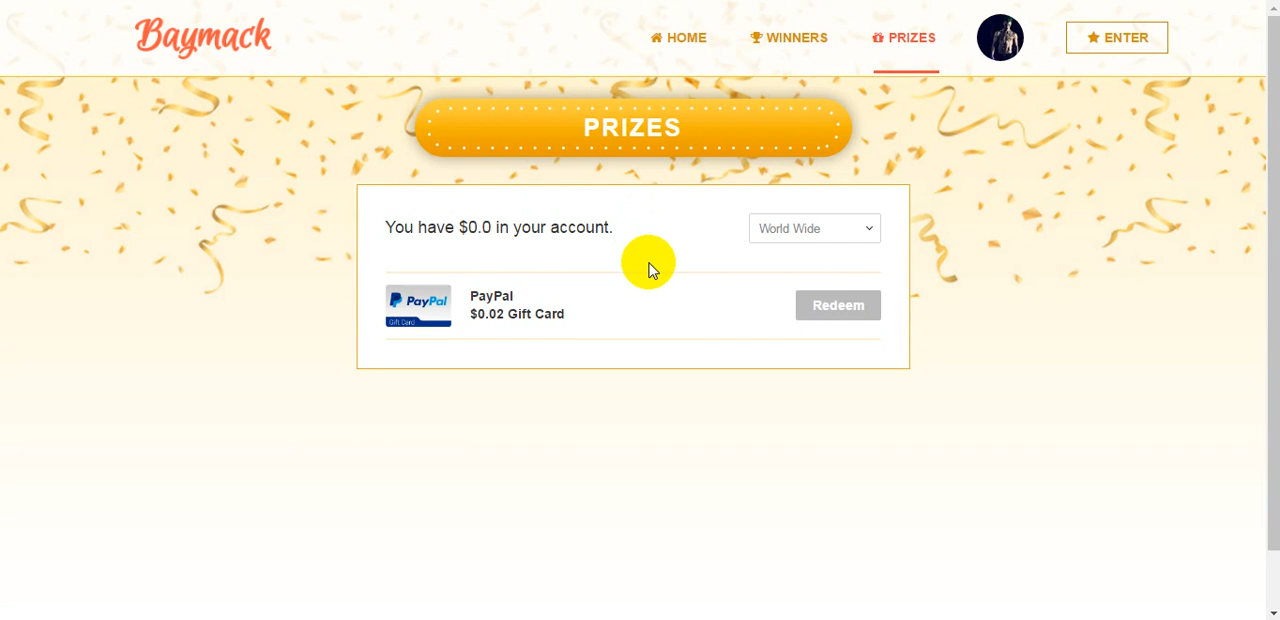 Baymack
HOME
WINNERS
PRIZES
ENTER
PRIZES
You have $0.0 in your account.
World Wide
PayPal
Gift Card
PayPal
$0.02 Gift Card
Redeem